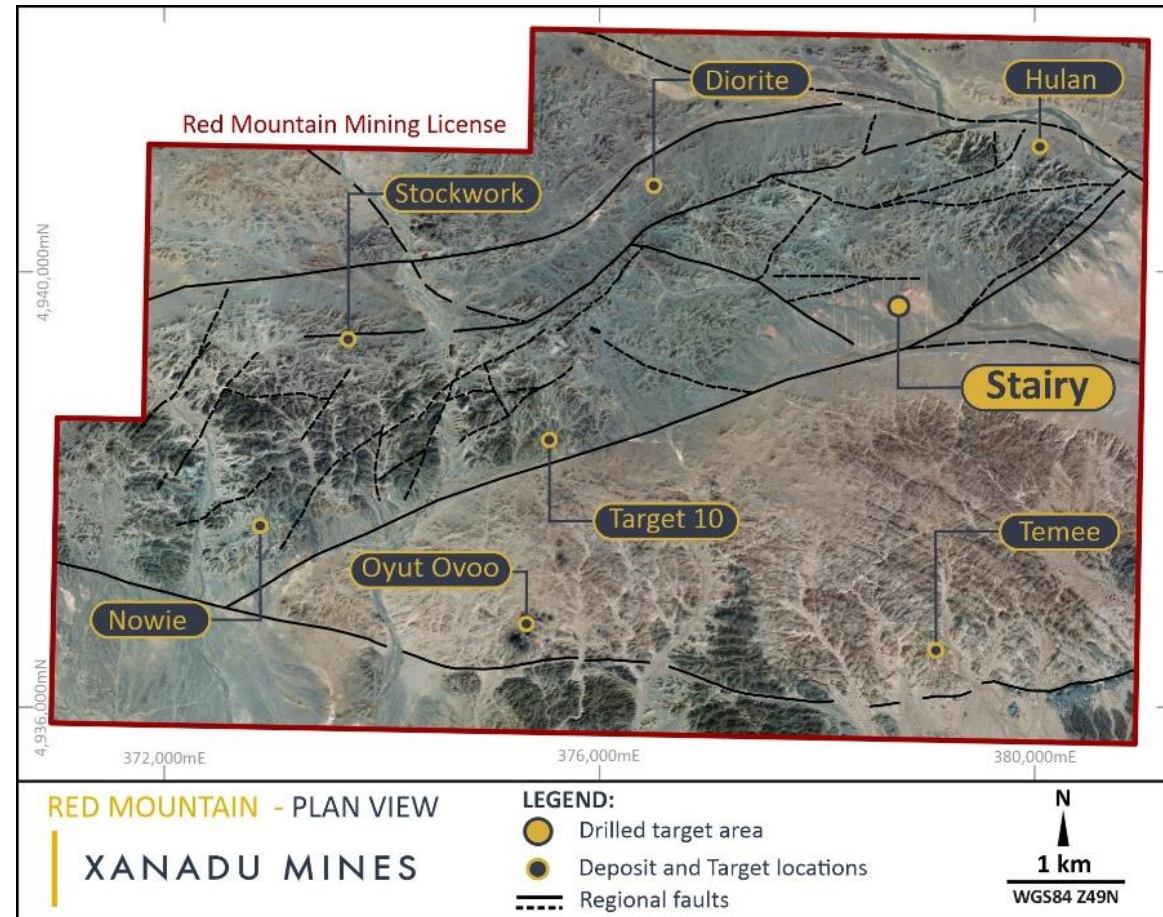 Diorite
Hulan
Red Mountain Mining License
Stockwork
4,940,000mN
Stairy
Target 10
Temee
Oyut Ovoo
Nowie
4,936,000mN
372,000mE
376,000mE
380,000mE
RED MOUNTAIN - PLAN VIEW
XANADU MINES
LEGEND:
Drilled target area
Deposit and Target locations
Regional faults
N
1 km
WGS84 Z49N